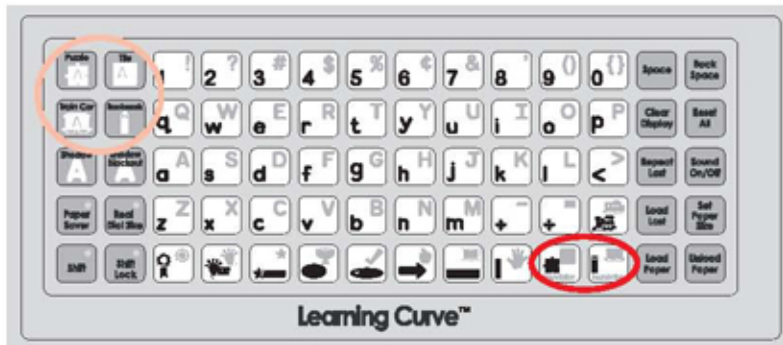 Puzzle Tile 1 ! 2 ? 3 # 4 $ 5 % 6 ¢ 7 & 8 ' 9 () 0 {} Space Back Space
Train Car Bookmark q Q w W e E r R t T y Y u U i I o O p P Clear Display Reset All
Shadow Shadow Blackout a A s S d D f F g G h H j J k K l L < > Repeat Last Sound On/Off
Paper Saver Real Dial Size z Z x X c C v V b B n N m M + - + = Load Last Set Paper Size
Shift Shift Lock Load Paper Unload Paper
Learning Curve™